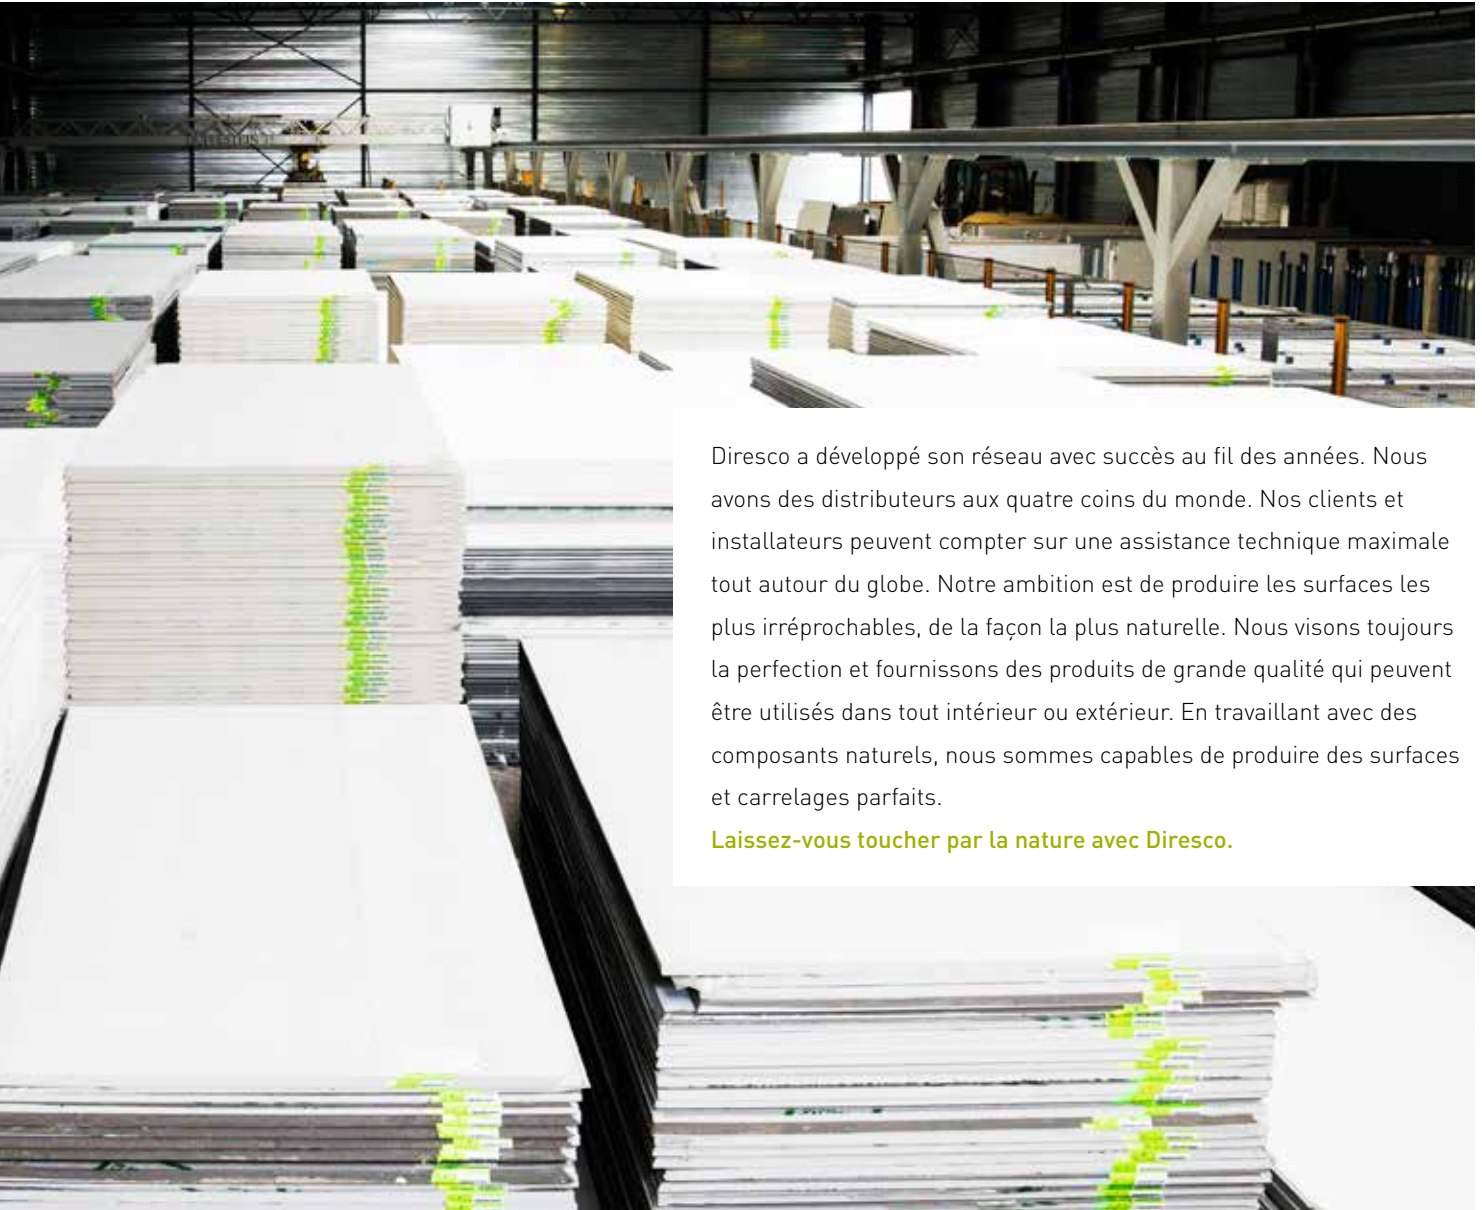 Diresco a développé son réseau avec succès au fil des années. Nous
avons des distributeurs aux quatre coins du monde. Nos clients et
installateurs peuvent compter sur une assistance technique maximale
tout autour du globe. Notre ambition est de produire les surfaces les
plus irréprochables, de la façon la plus naturelle. Nous visons toujours
la perfection et fournissons des produits de grande qualité qui peuvent
être utilisés dans tout intérieur ou extérieur. En travaillant avec des
composants naturels, nous sommes capables de produire des surfaces
et carrelages parfaits.
Laissez-vous toucher par la nature avec Diresco.